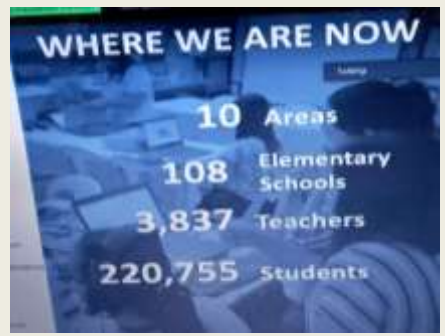 WHERE WE ARE NOW
10 Areas
108 Elementary
Schools
3,837 Teachers
220,755 Students